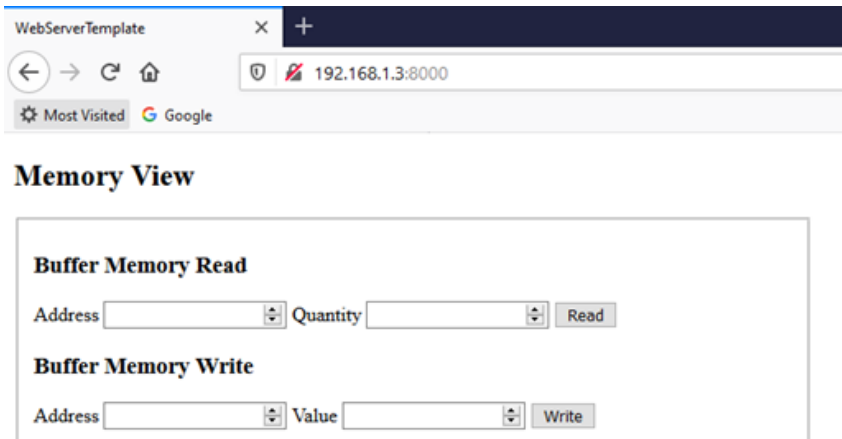 WebServerTemplate
192.168.1.3:8000
Most Visited Google
Memory View
Buffer Memory Read
Address Quantity Read
Buffer Memory Write
Address Value Write